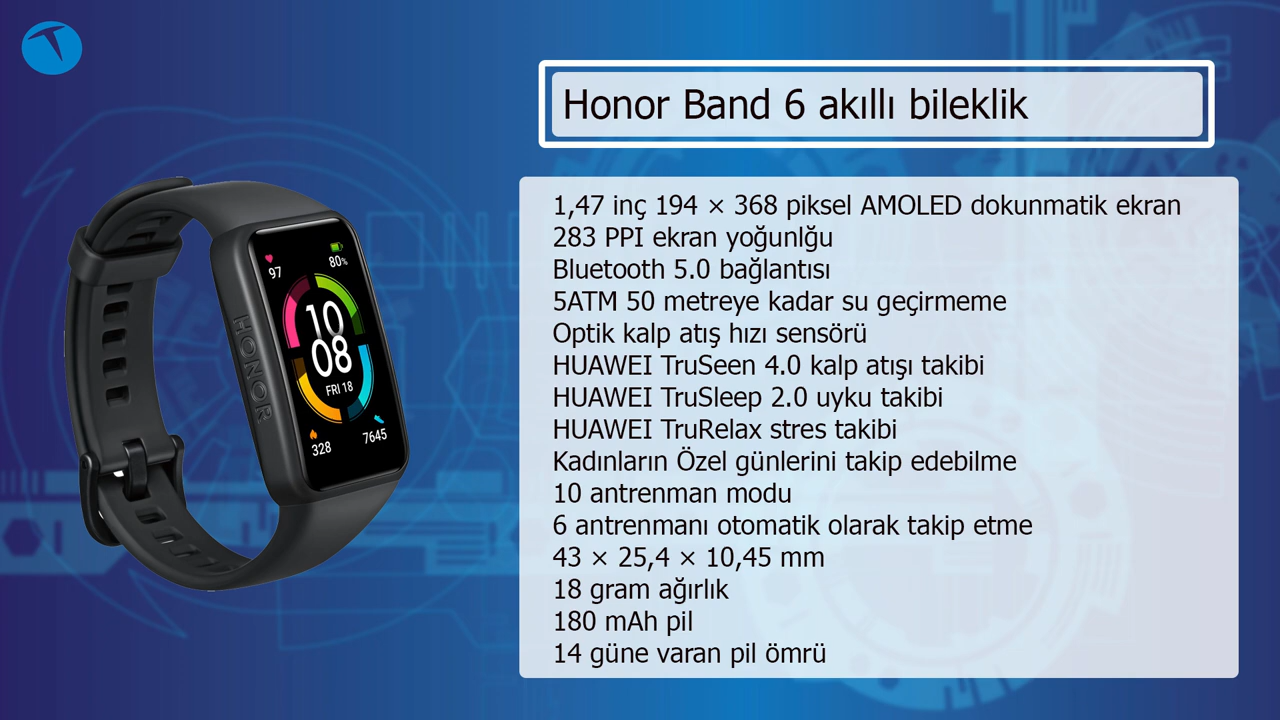 Honor Band 6 akıllı bileklik
1,47 inç 194 × 368 piksel AMOLED dokunmatik ekran
283 PPI ekran yoğunlğu
Bluetooth 5.0 bağlantısı
5ATM 50 metreye kadar su geçirmeme
Optik kalp atış hızı sensörü
HUAWEI TruSeen 4.0 kalp atışı takibi
HUAWEI TruSleep 2.0 uyku takibi
HUAWEI TruRelax stres takibi
Kadınların Özel günlerini takip edebilme
10 antrenman modu
6 antrenmanı otomatik olarak takip etme
43 × 25,4 × 10,45 mm
18 gram ağırlık
180 mAh pil
14 güne varan pil ömrü
97
80%
10
08
FRI 18
328
7645
HONOR